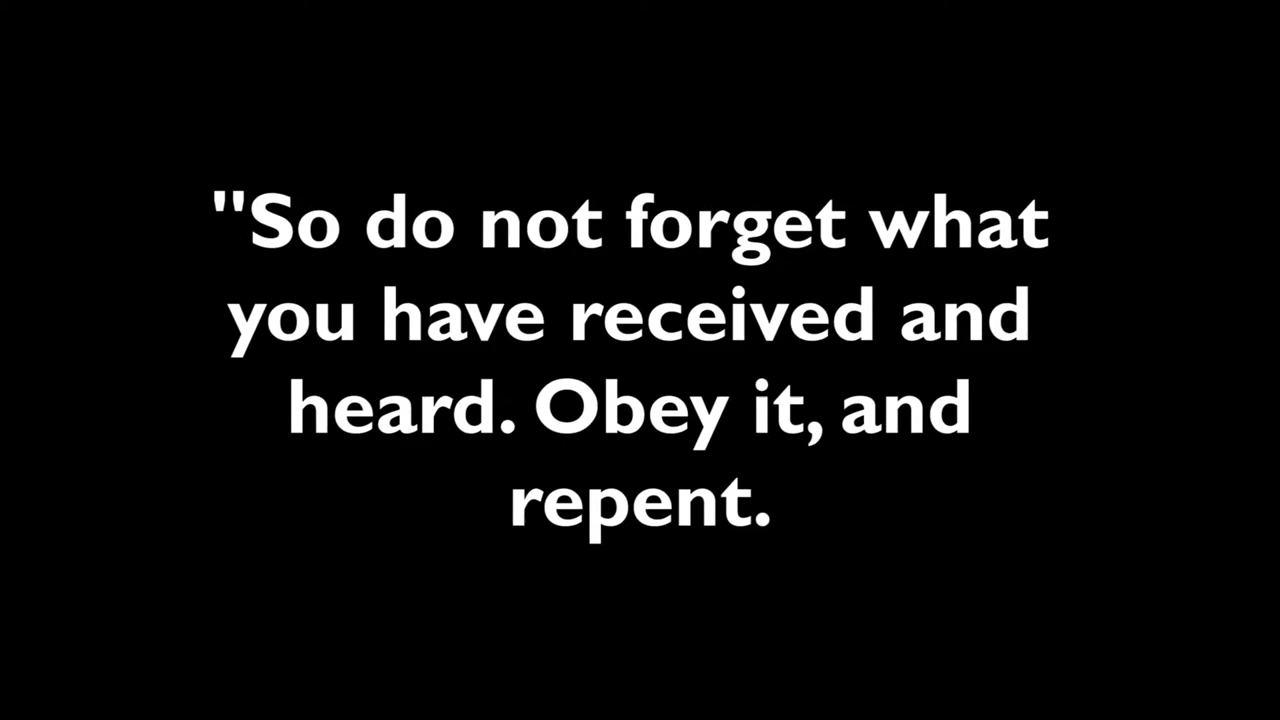 "So do not forget what
you have received and
heard. Obey it, and
repent.